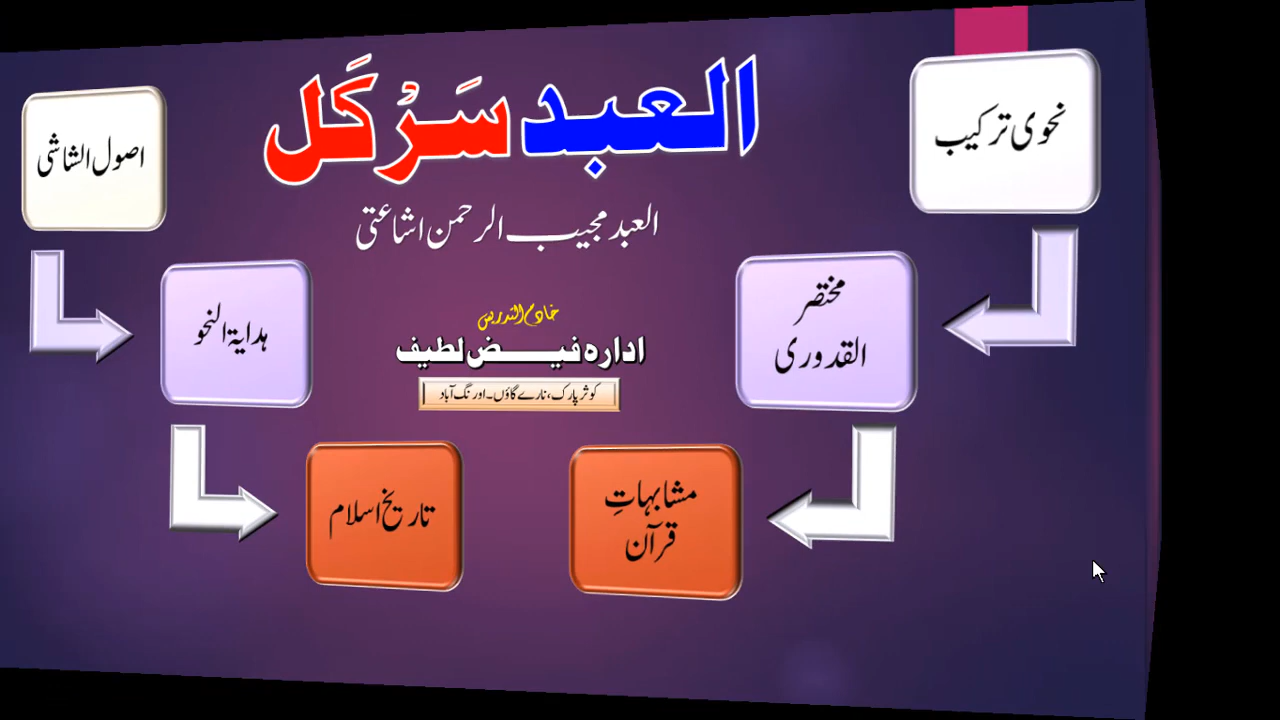 العبد سَرْکَل
العبد مجیب الرحمن اشاعتی
خادم التدریس
ادارہ فیض لطیف
کوثر پارک، نارے گاؤں۔ اورنگ آباد
نحوی ترکیب
مختصر
القدوری
مشابہاتِ
قرآن
اصول الشاشی
ہدایۃ النحو
تاریخ اسلام